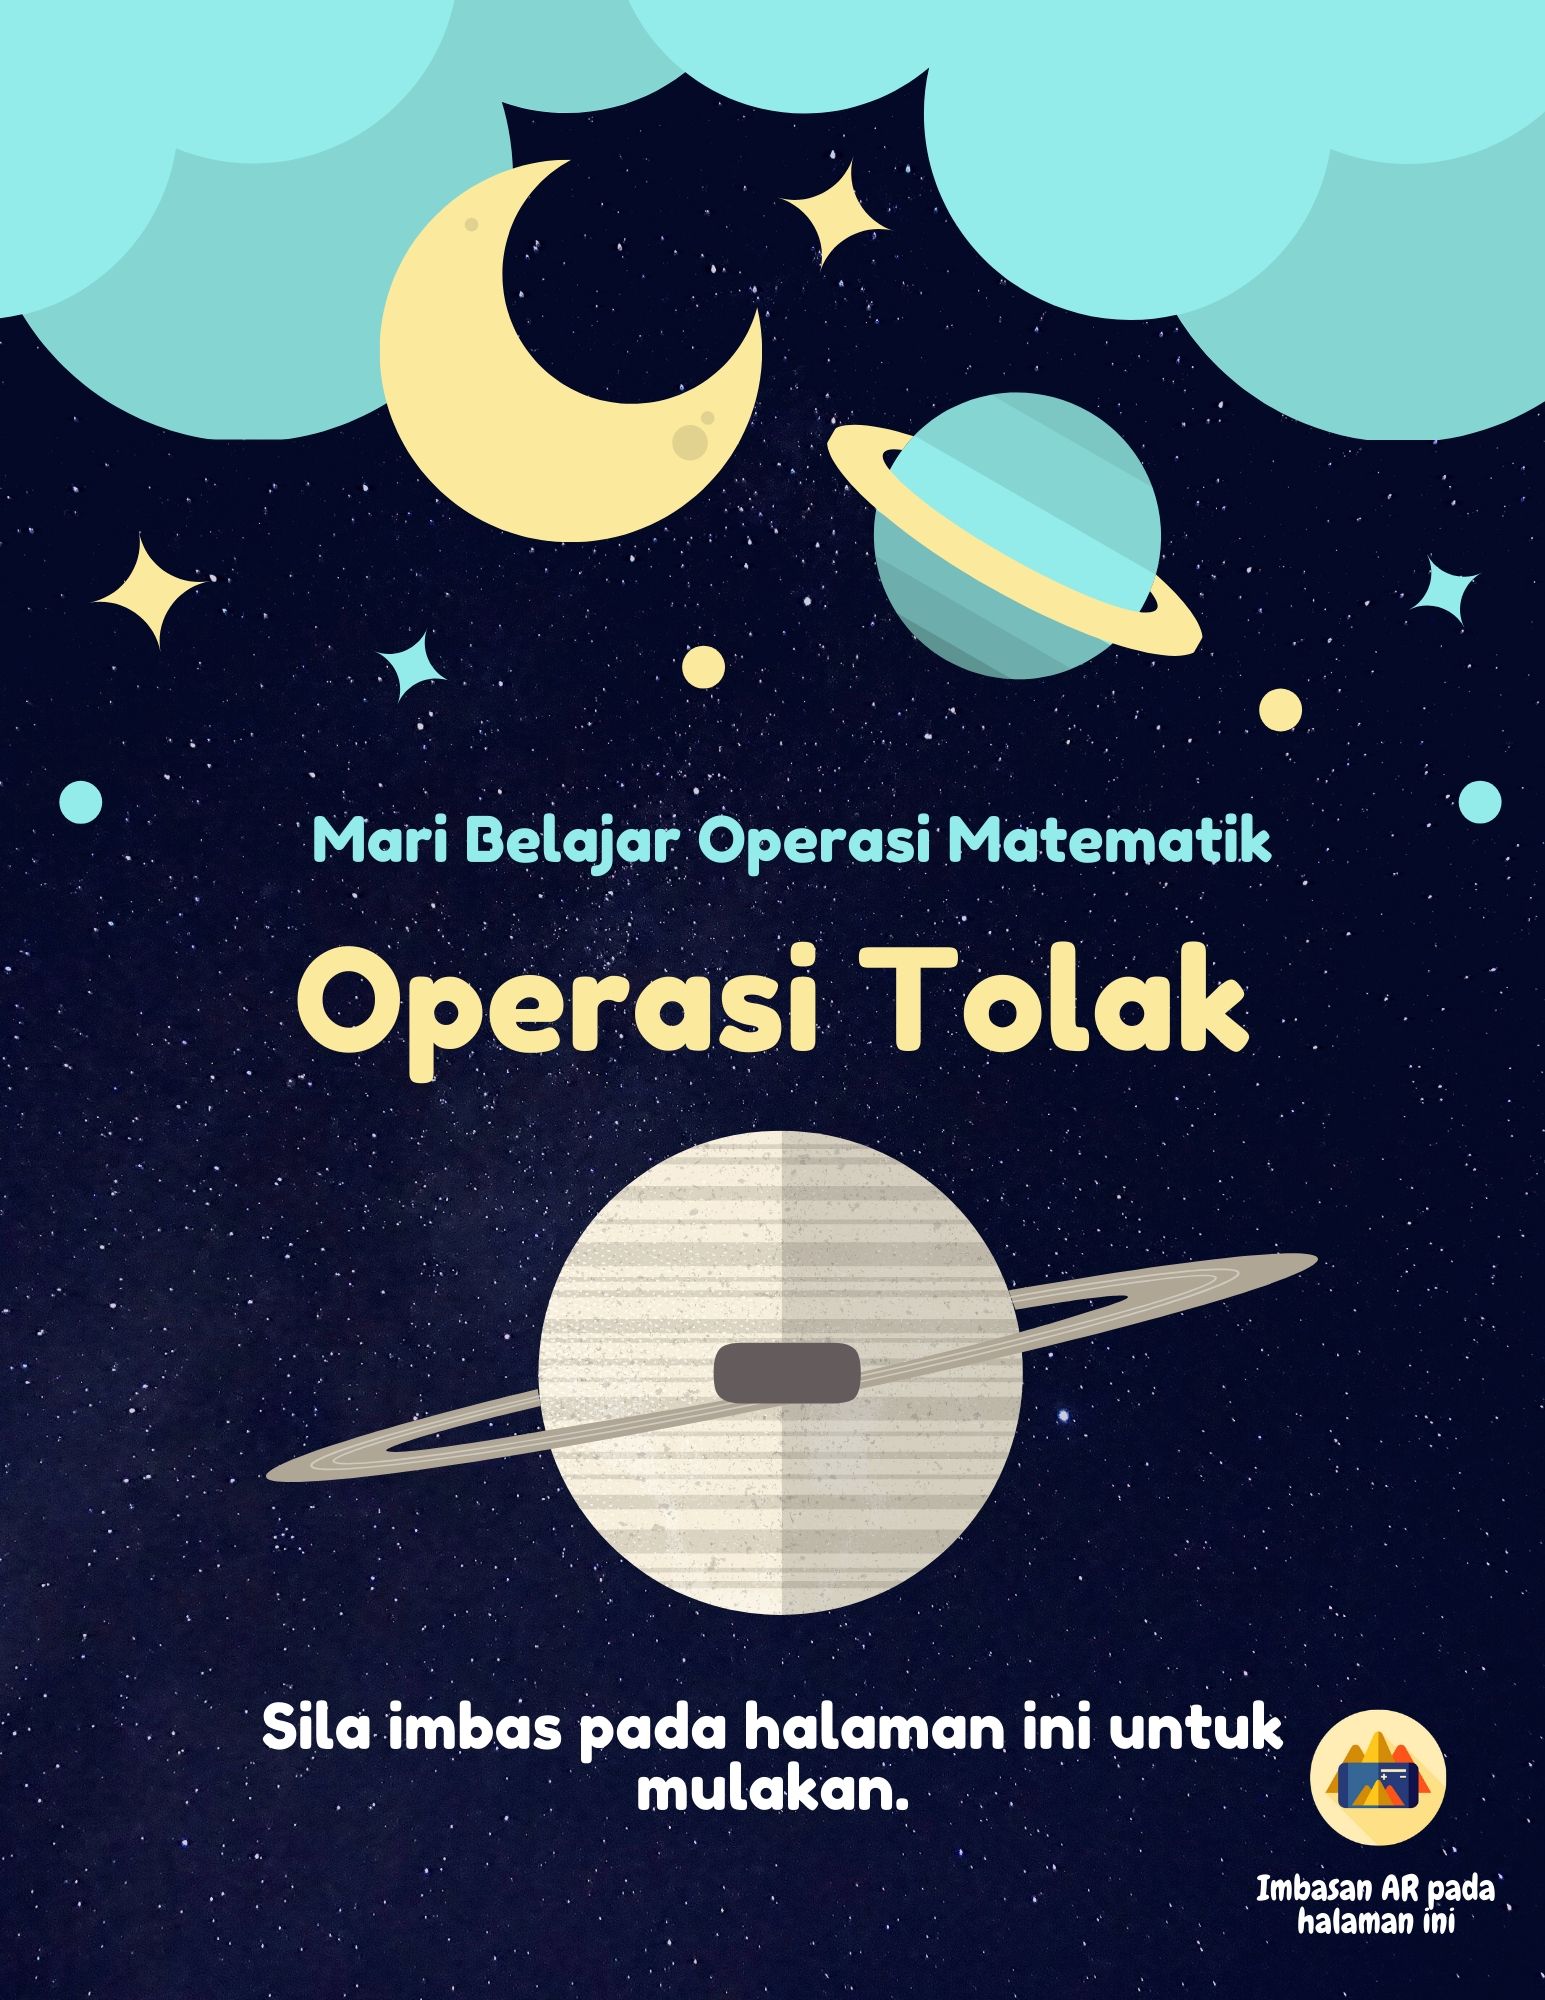 Mari Belajar Operasi Matematik
Operasi Tolak
Sila imbas pada halaman ini untuk
mulakan.
Imbasan AR pada
halaman ini